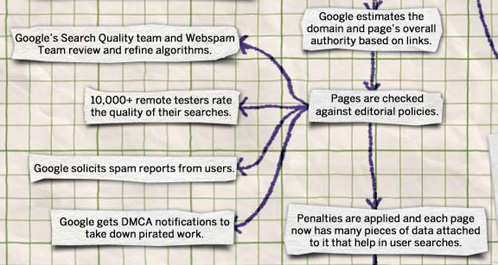 Google estimates the
domain and page's overall
authority based on links.
Google's Search Quality team and Webspam
Team review and refine algorithms.
10,000+ remote testers rate
the quality of their searches.
Pages are checked
against editorial policies.
Google solicits spam reports from users.
Google gets DMCA notifications to
take down pirated work.
Penalties are applied and each page
now has many pieces of data attached
to it that help in user searches.